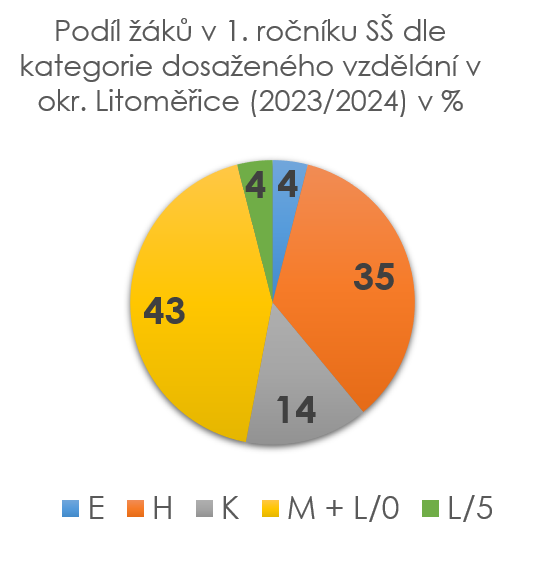 Podíl žáků v 1. ročníku SŠ dle
kategorie dosaženého vzdělání v
okr. Litoměřice (2023/2024) v %
4 4
35
43
14
E H K M + L/0 L/5